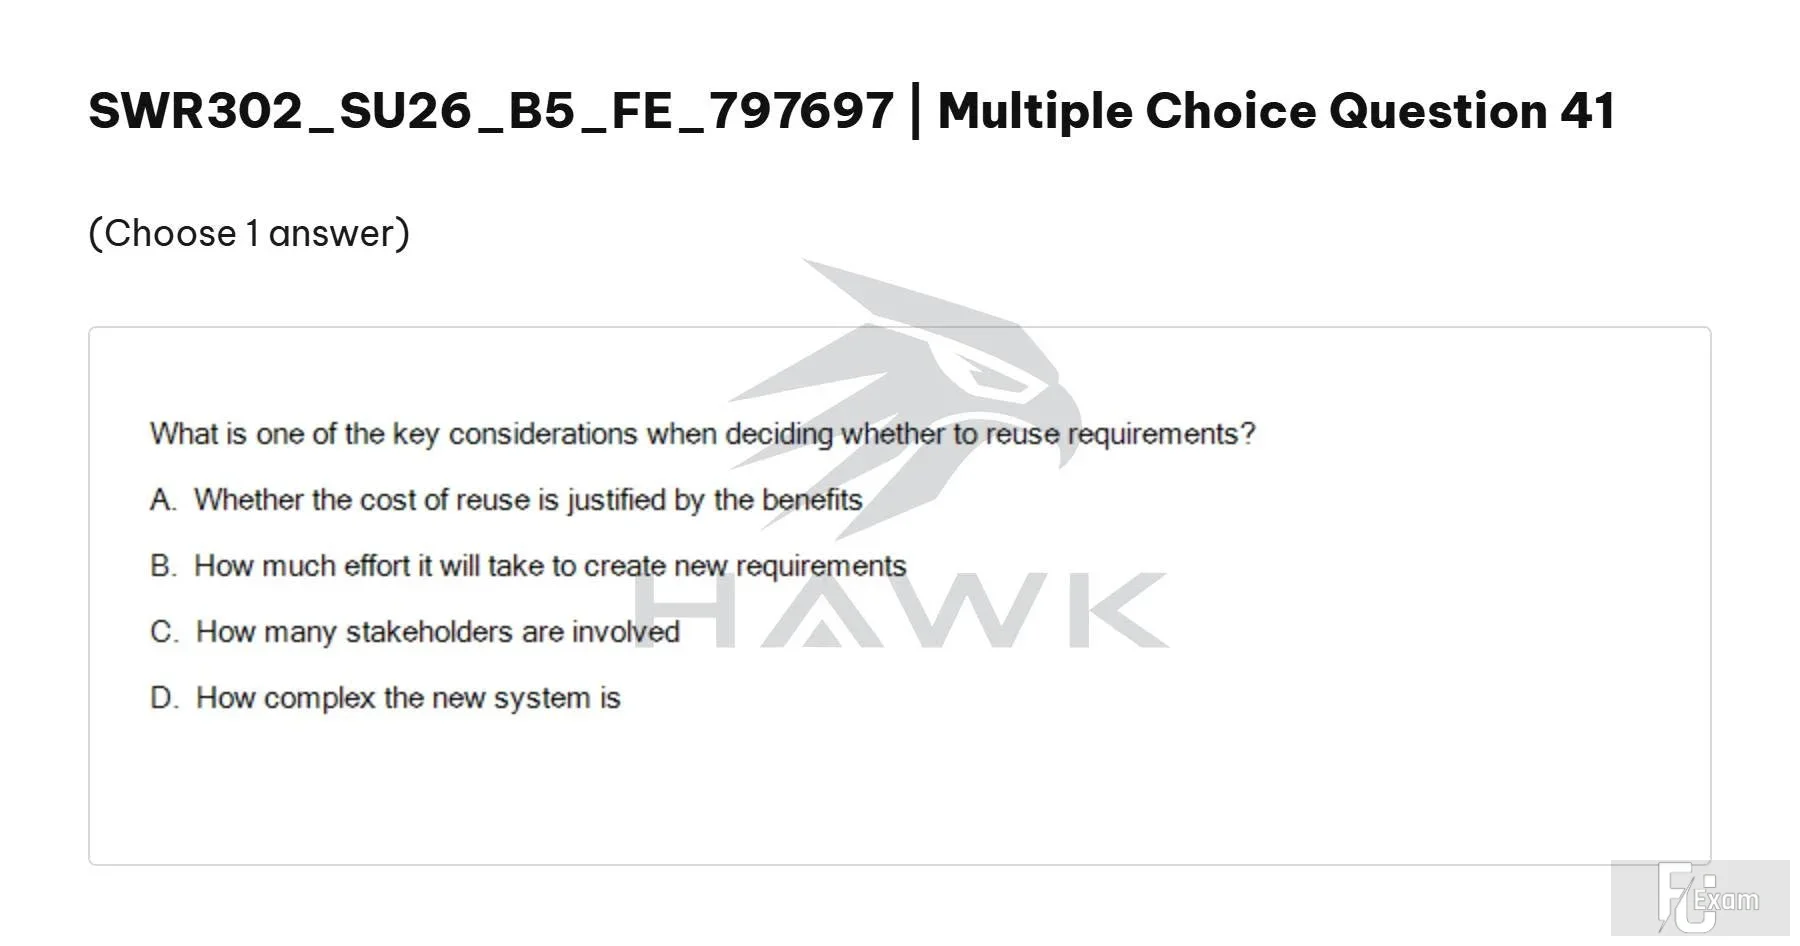 SWR302_SU26_B5_FE_797697 | Multiple Choice Question 41
(Choose 1 answer)
What is one of the key considerations when deciding whether to reuse requirements?
A. Whether the cost of reuse is justified by the benefits
B. How much effort it will take to create new requirements
C. How many stakeholders are involved
D. How complex the new system is
HAWK
FU Exam